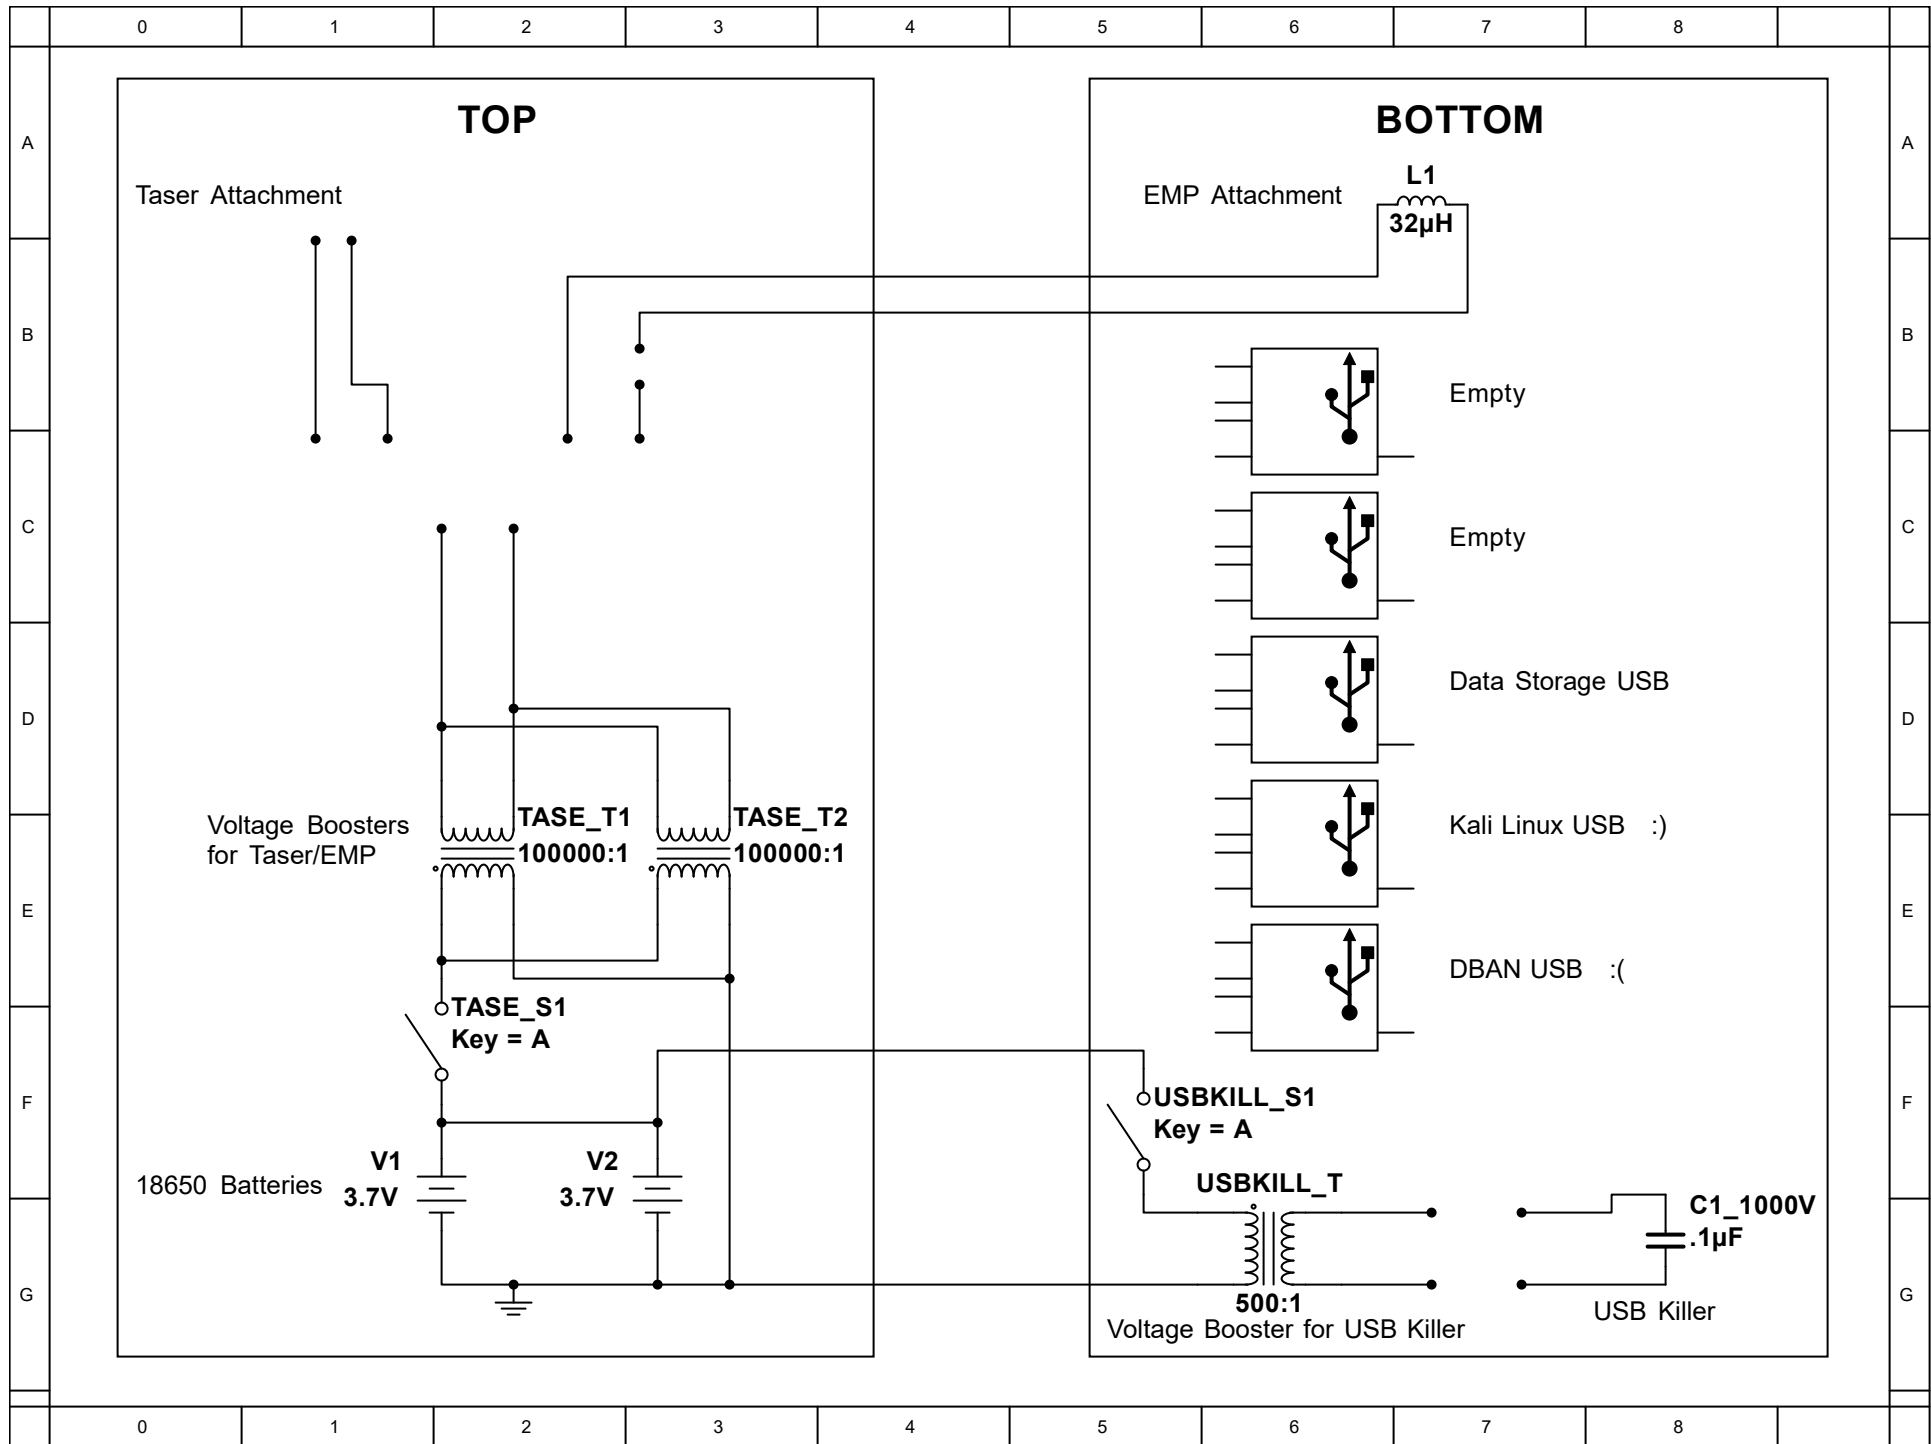 0 1 2 3 4 5 6 7 8
A
A
TOP
BOTTOM
Taser Attachment
EMP Attachment
L1
32µH
B
B
Empty
C
C
Empty
D
D
Data Storage USB
Voltage Boosters
for Taser/EMP
TASE_T1
100000:1
TASE_T2
100000:1
Kali Linux USB :)
E
E
DBAN USB :(
TASE_S1
Key = A
F
F
USBKILL_S1
Key = A
18650 Batteries
V1
3.7V
V2
3.7V
USBKILL_T
500:1
Voltage Booster for USB Killer
C1_1000V
.1µF
USB Killer
G
G
0 1 2 3 4 5 6 7 8